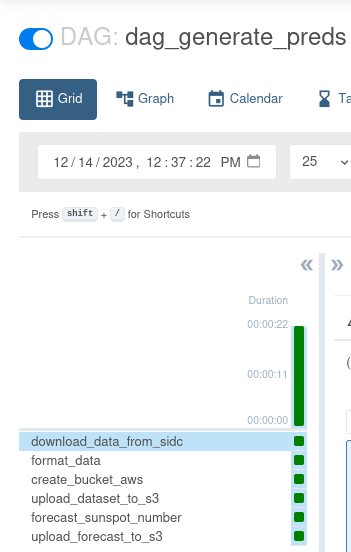 DAG: dag_generate_preds
Grid Graph Calendar
12/14/2023, 12:37:22 PM 25
Press shift + / for Shortcuts
« »
Duration
00:00:22
00:00:11
00:00:00
download_data_from_sidc
format_data
create_bucket_aws
upload_dataset_to_s3
forecast_sunspot_number
upload_forecast_to_s3